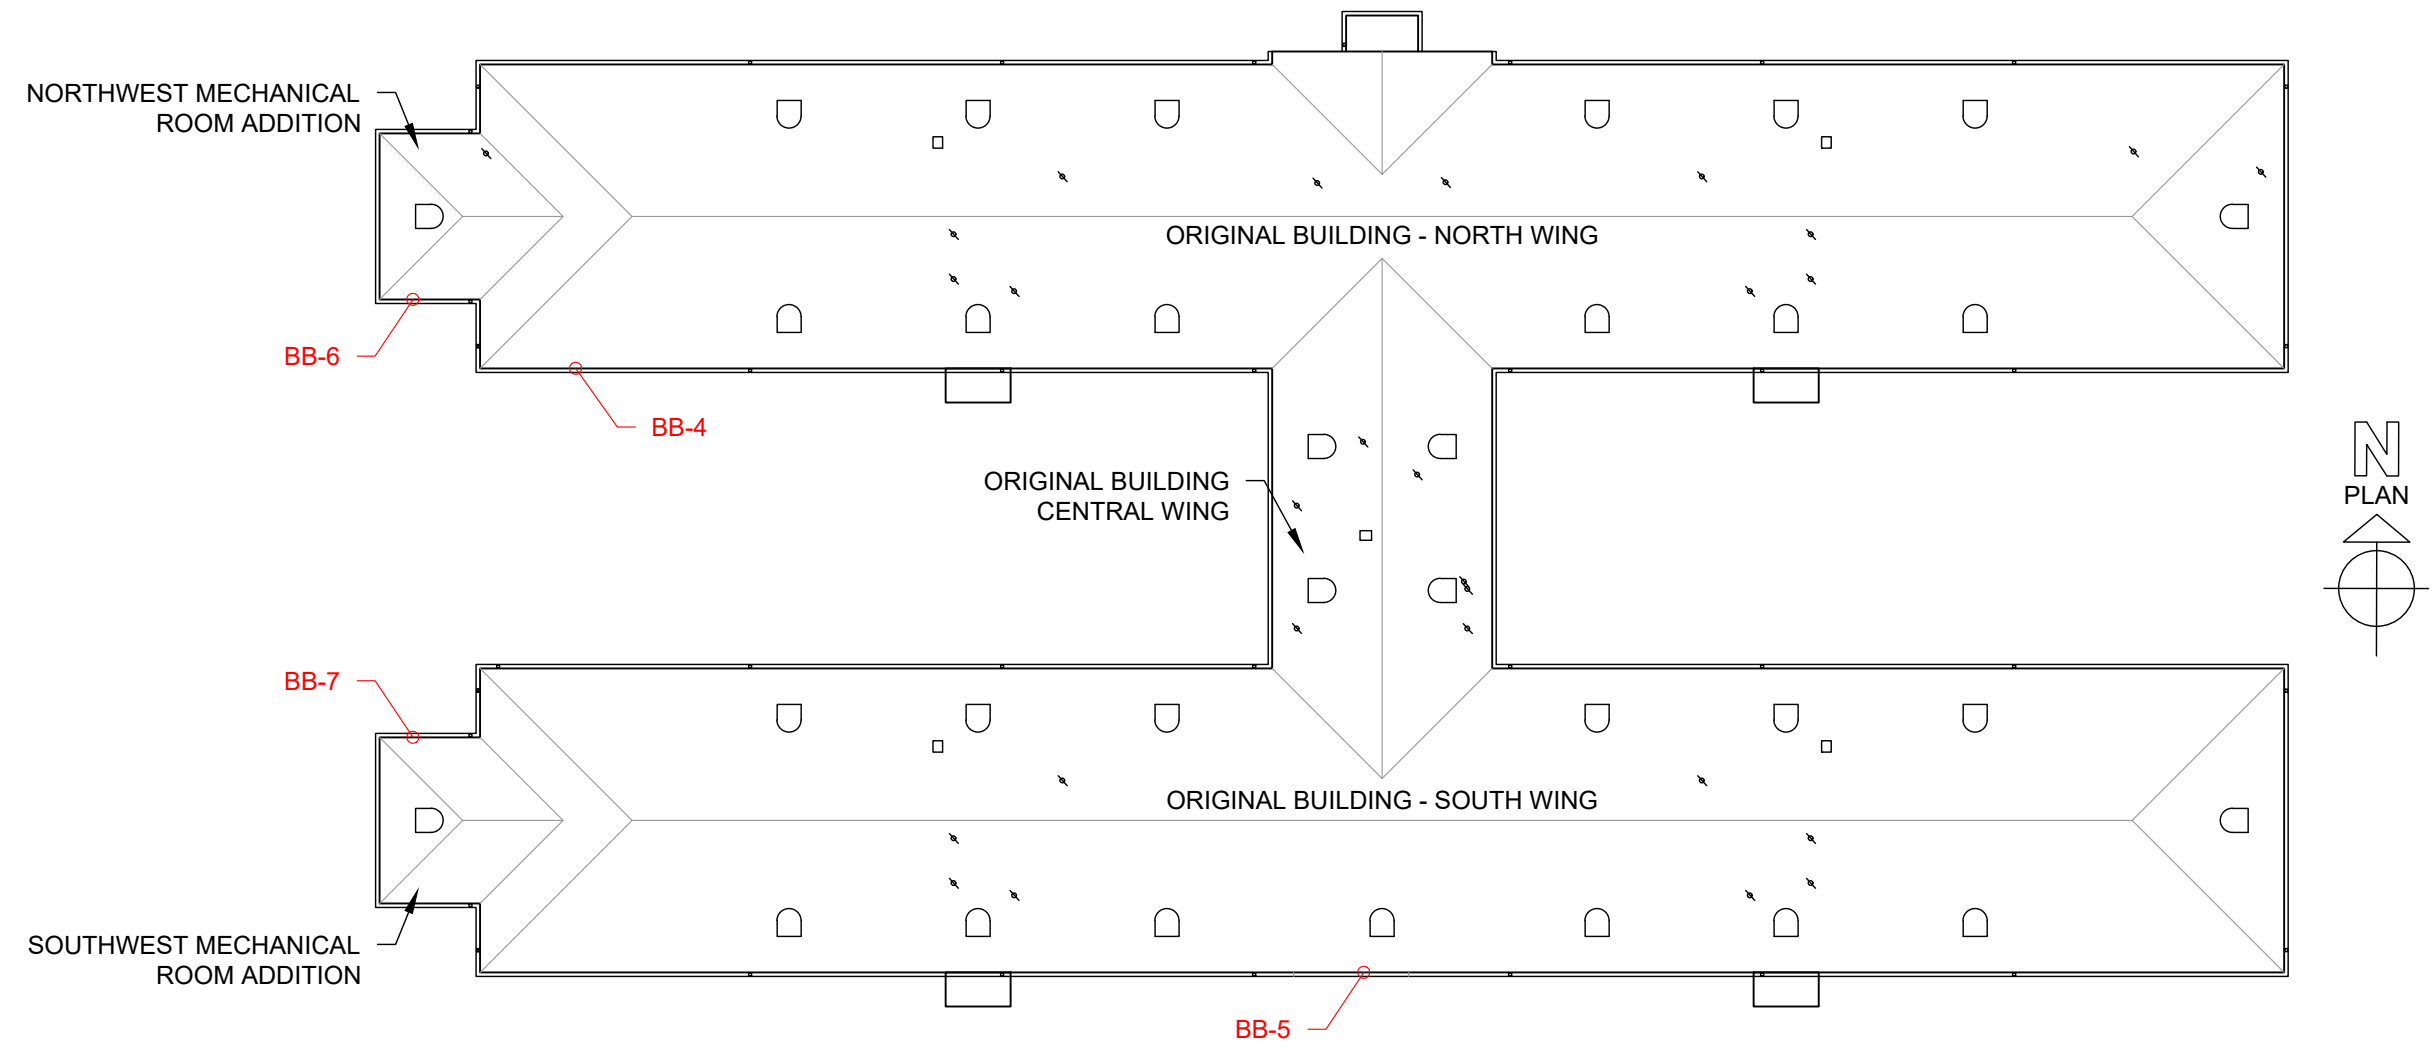 NORTHWEST MECHANICAL
ROOM ADDITION
ORIGINAL BUILDING - NORTH WING
BB-6
BB-4
ORIGINAL BUILDING
CENTRAL WING
N
PLAN
BB-7
ORIGINAL BUILDING - SOUTH WING
SOUTHWEST MECHANICAL
ROOM ADDITION
BB-5